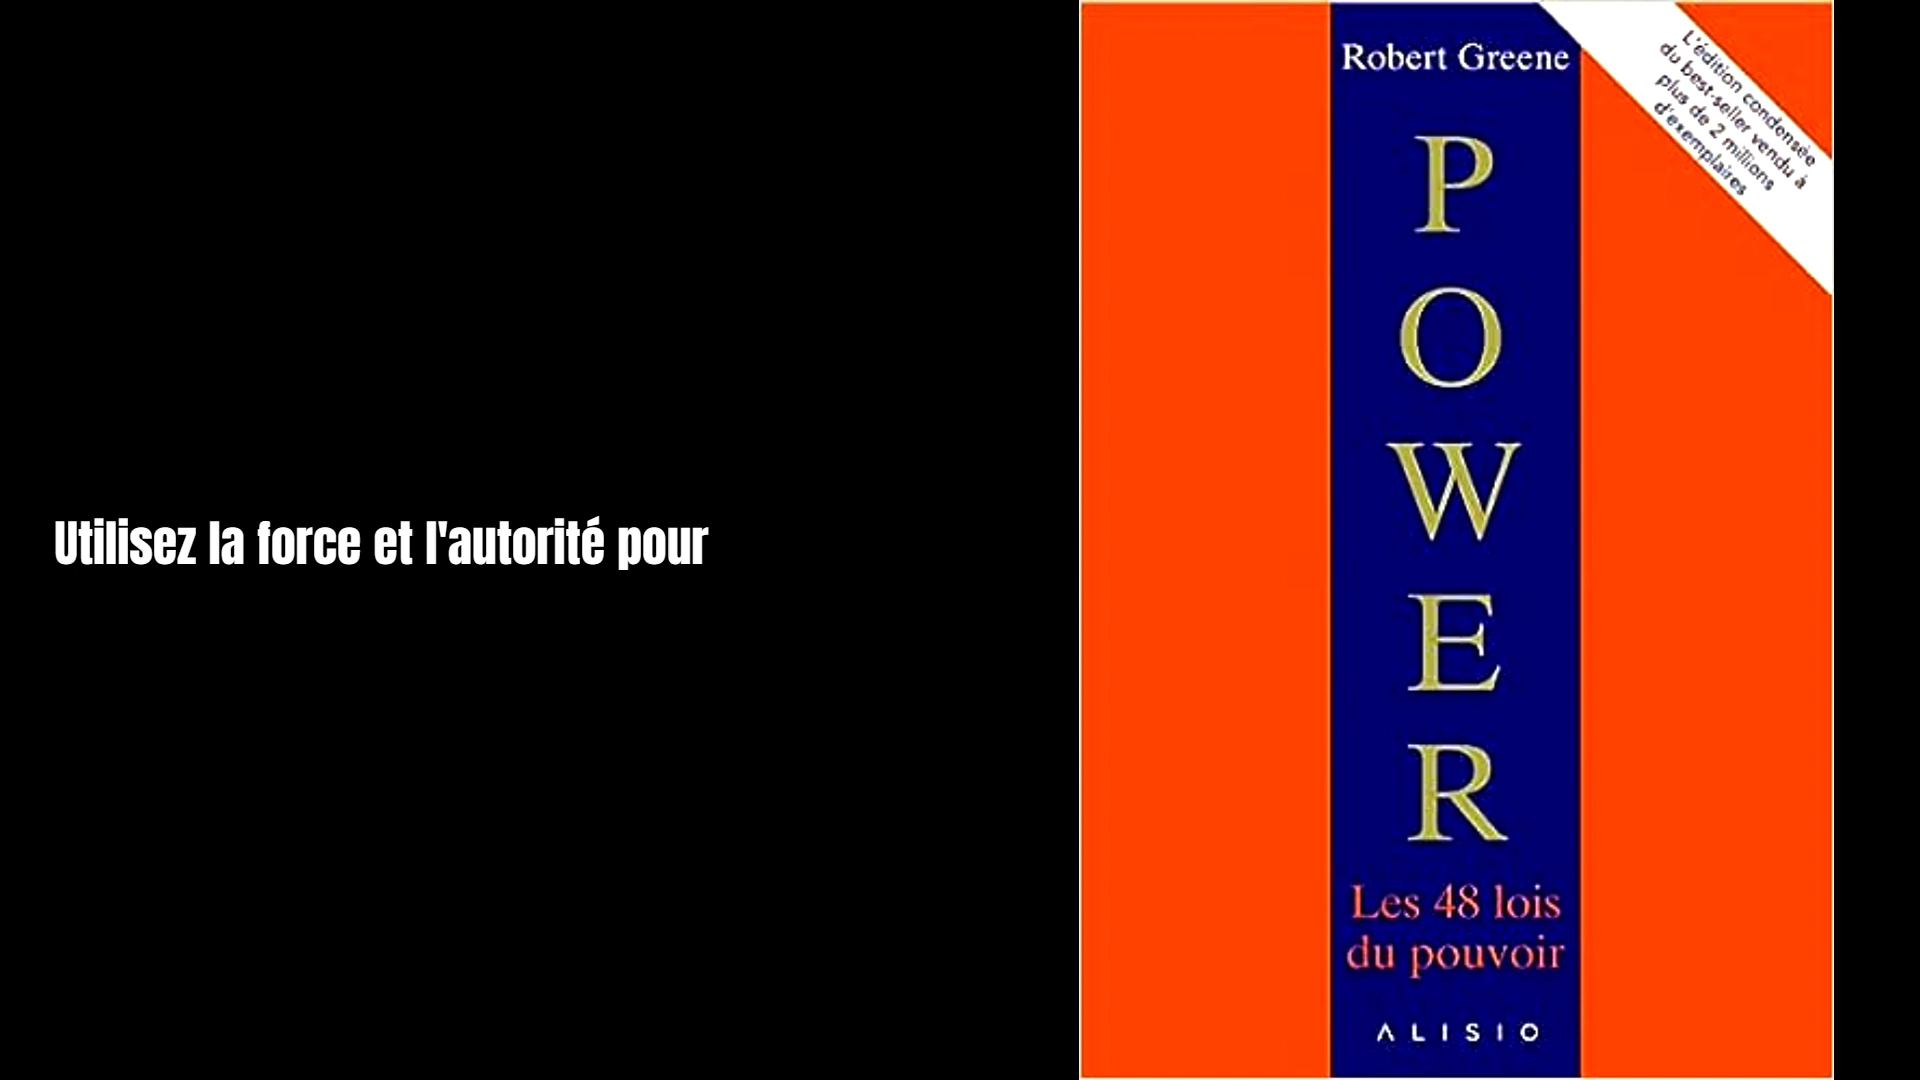 Utilisez la force et l'autorité pour
Robert Greene
L'édition condensée
du best-seller vendu à
plus de 2 millions
d'exemplaires
POWER
Les 48 lois
du pouvoir
ALISIO